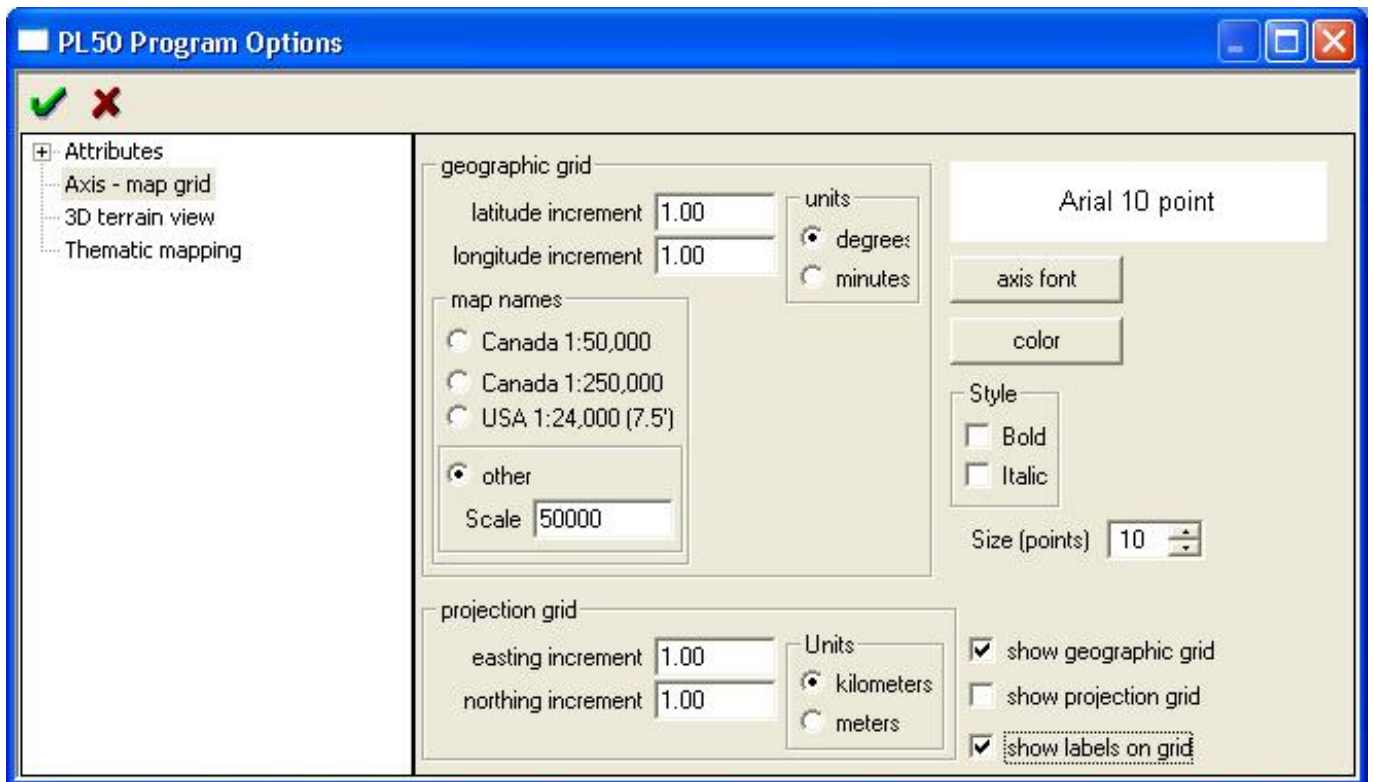 PL50 Program Options
Attributes
Axis - map grid
3D terrain view
Thematic mapping
geographic grid
latitude increment 1.00
longitude increment 1.00
units
degrees
minutes
map names
Canada 1:50,000
Canada 1:250,000
USA 1:24,000 (7.5')
other
Scale 50000
Arial 10 point
axis font
color
Style
Bold
Italic
Size (points) 10
projection grid
easting increment 1.00
northing increment 1.00
Units
kilometers
meters
show geographic grid
show projection grid
show labels on grid